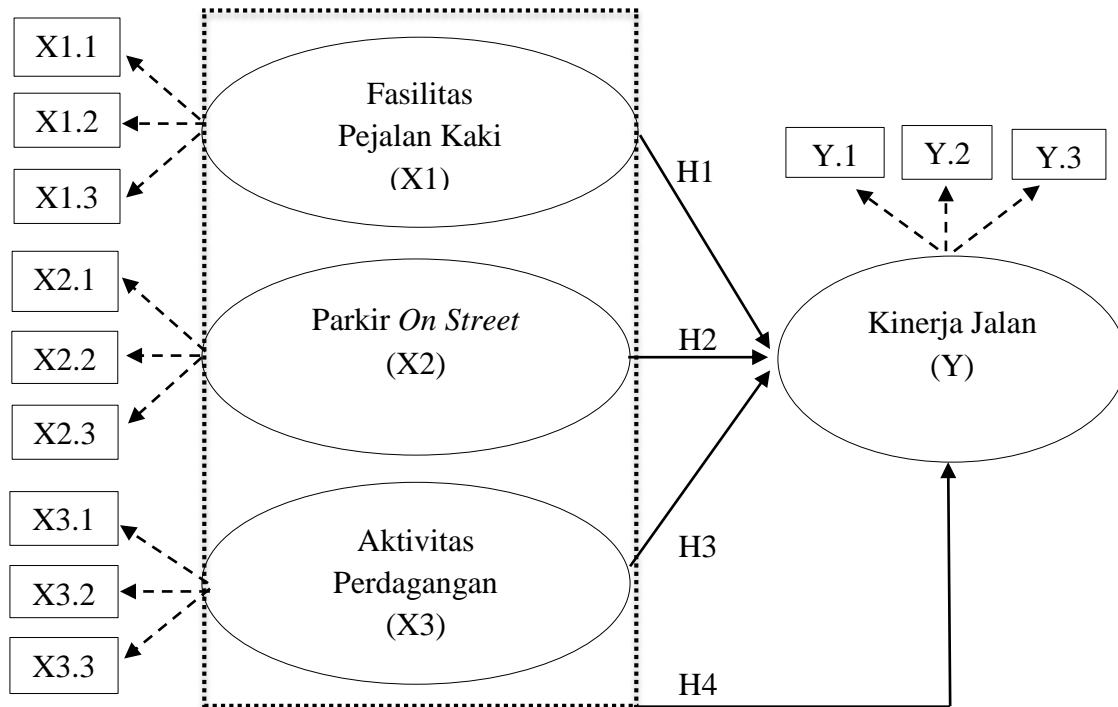 X1.1
X1.2
X1.3
Fasilitas
Pejalan Kaki
(X1)
H1
Y.1
Y.2
Y.3
X2.1
X2.2
X2.3
Parkir On Street
(X2)
H2
Kinerja Jalan
(Y)
X3.1
X3.2
X3.3
Aktivitas
Perdagangan
(X3)
H3
H4